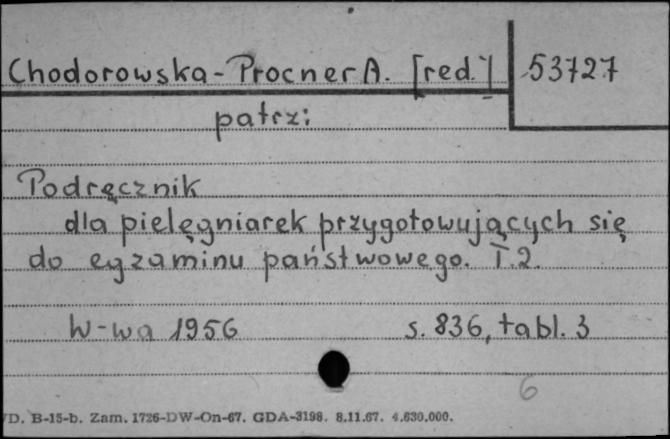 Chodorowska-Procner A. [red.] 53727
patrz:
Podręcznik
dla pielęgniarek przygotowujących się
do egzaminu państwowego. T.2.
W-wa 1956 s. 836, tabl. 3
6
D. B-15-b. Zam. 1726-DW-On-67. GDA-3198. 8.11.67. 4.630.000.